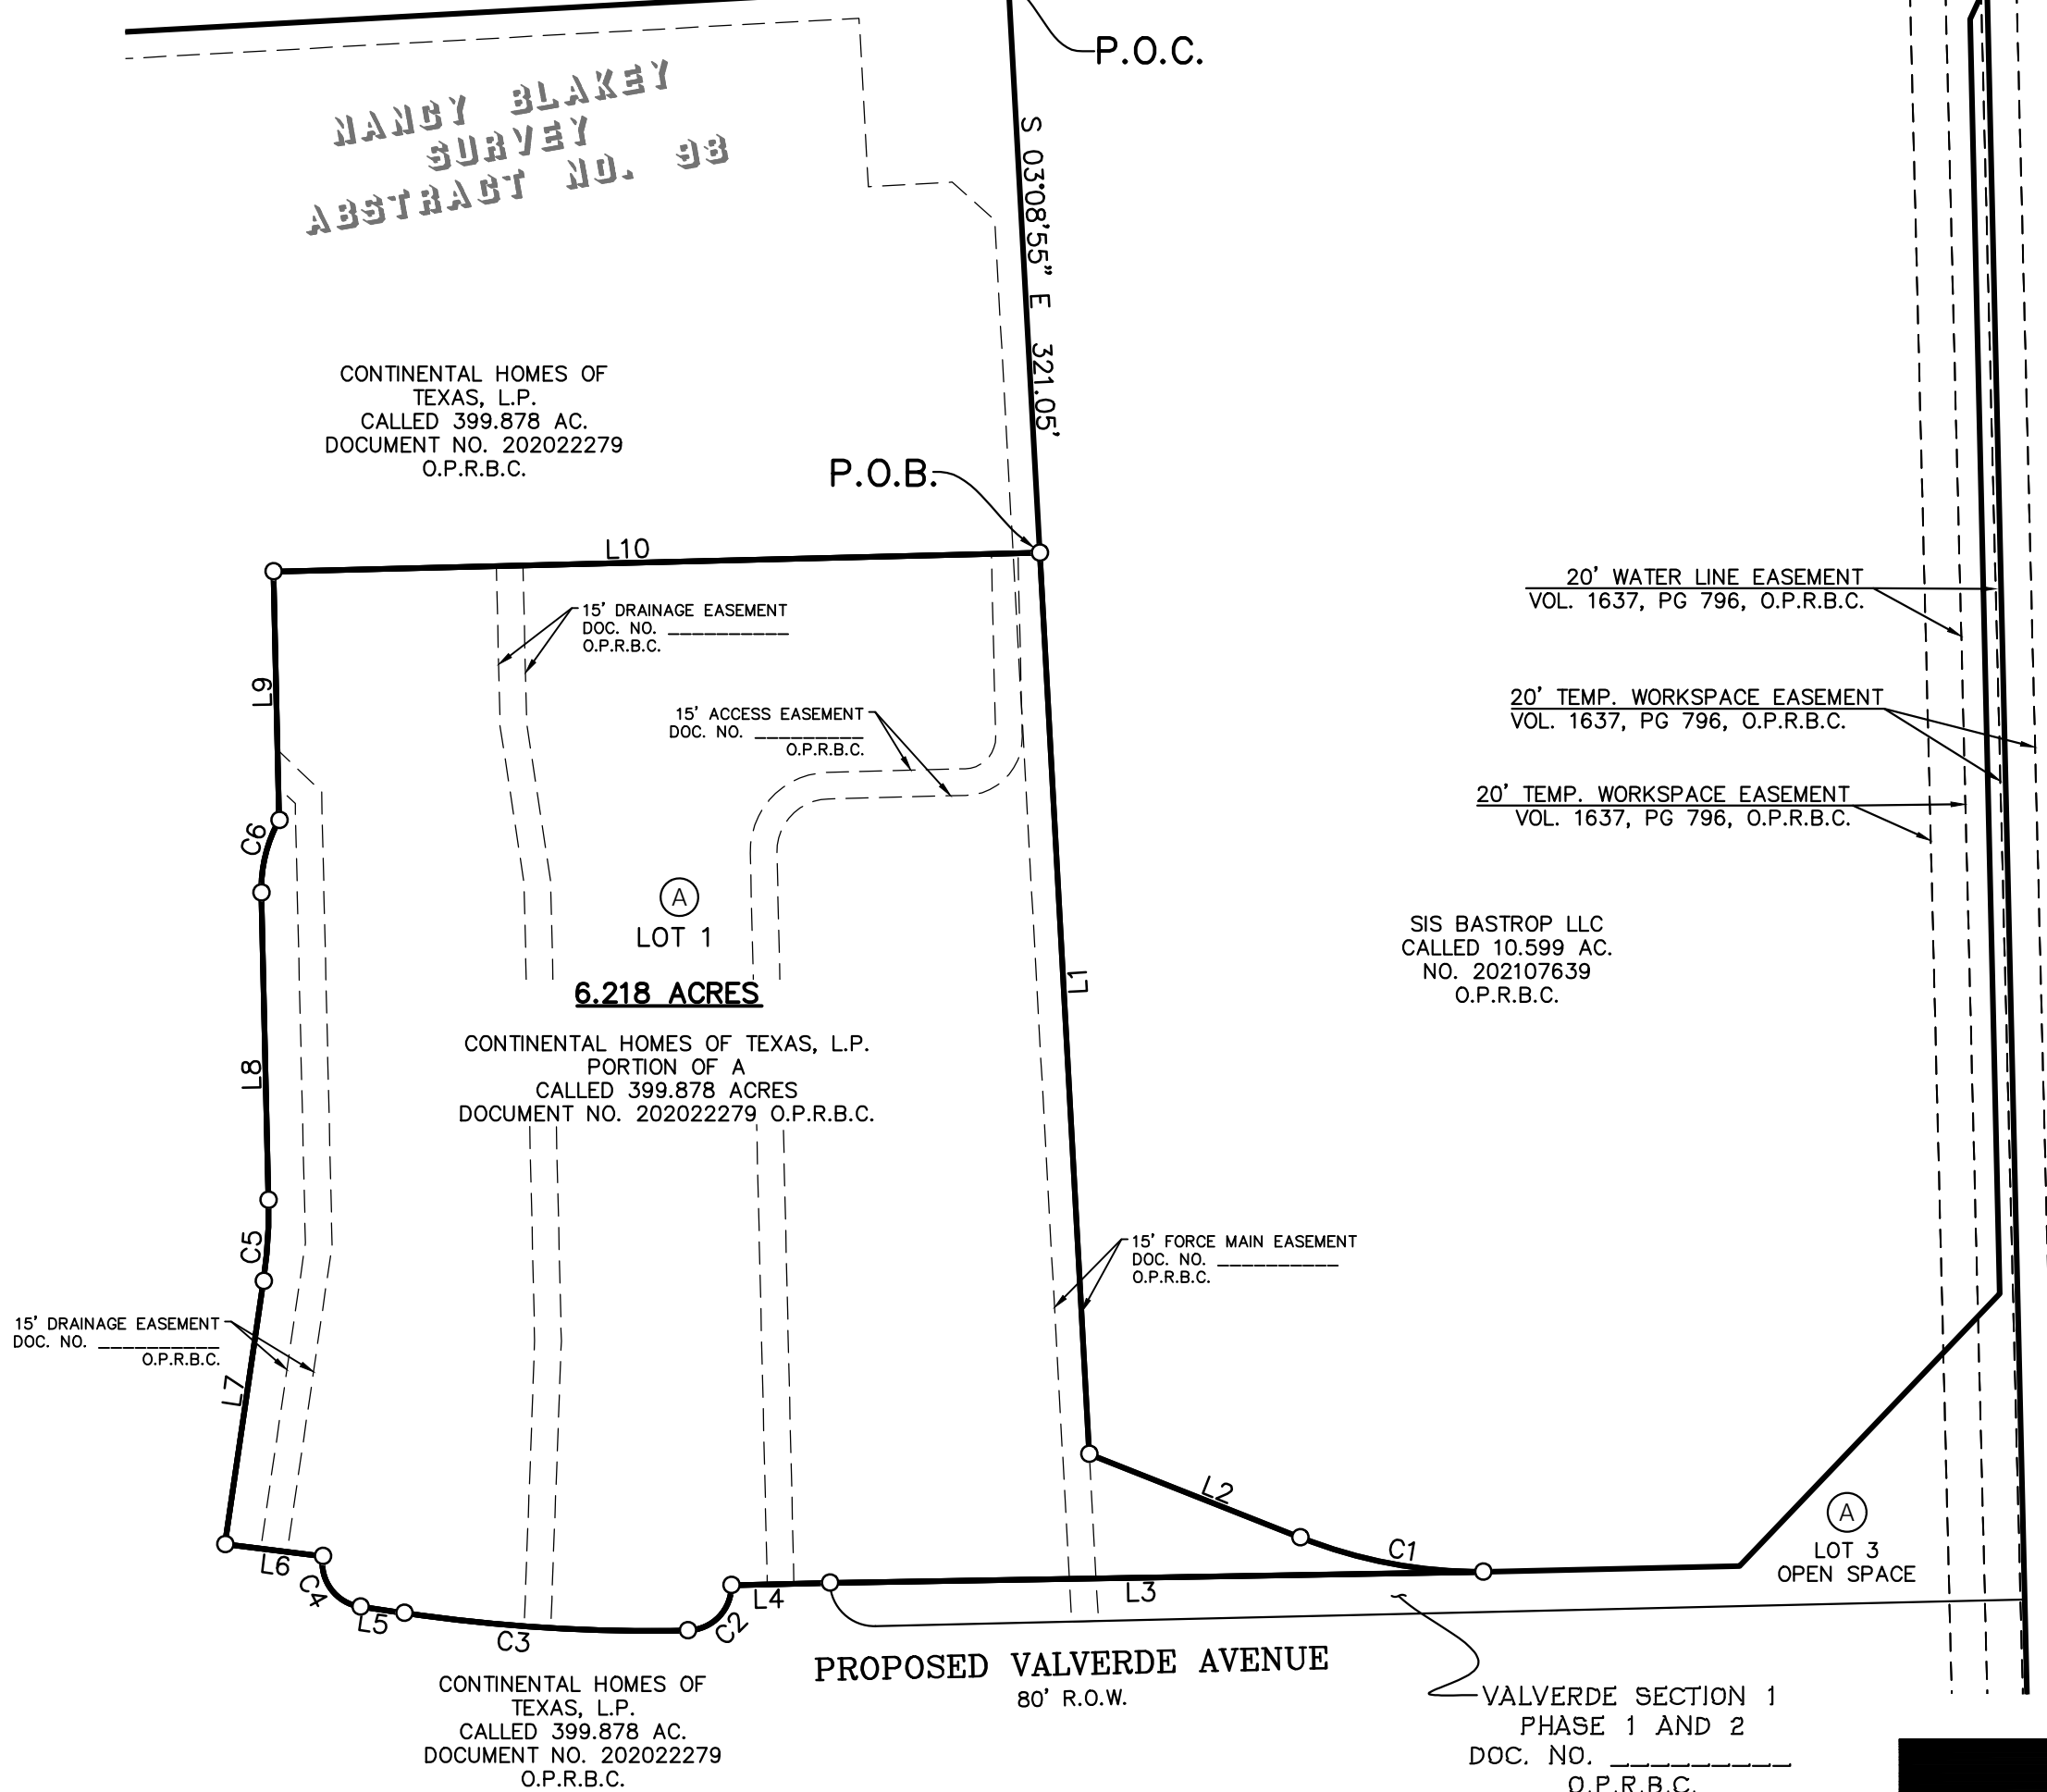 P.O.C.
NANCY BLAKEY
SURVEY
ABSTRACT NO. 98
S 03°08'55" E 321.05'
CONTINENTAL HOMES OF
TEXAS, L.P.
CALLED 399.878 AC.
DOCUMENT NO. 202022279
O.P.R.B.C.
P.O.B.
L10
15' DRAINAGE EASEMENT
DOC. NO. __________
O.P.R.B.C.
20' WATER LINE EASEMENT
VOL. 1637, PG 796, O.P.R.B.C.
L9
15' ACCESS EASEMENT
DOC. NO. _________
O.P.R.B.C.
20' TEMP. WORKSPACE EASEMENT
VOL. 1637, PG 796, O.P.R.B.C.
20' TEMP. WORKSPACE EASEMENT
VOL. 1637, PG 796, O.P.R.B.C.
C6
A
LOT 1
6.218 ACRES
L1
SIS BASTROP LLC
CALLED 10.599 AC.
NO. 202107639
O.P.R.B.C.
CONTINENTAL HOMES OF TEXAS, L.P.
PORTION OF A
CALLED 399.878 ACRES
DOCUMENT NO. 202022279 O.P.R.B.C.
L8
C5
15' FORCE MAIN EASEMENT
DOC. NO. __________
O.P.R.B.C.
15' DRAINAGE EASEMENT
DOC. NO. __________
O.P.R.B.C.
L7
L2
C1
A
LOT 3
OPEN SPACE
L6
C4
L5
C3
C2
L4
L3
PROPOSED VALVERDE AVENUE
80' R.O.W.
CONTINENTAL HOMES OF
TEXAS, L.P.
CALLED 399.878 AC.
DOCUMENT NO. 202022279
O.P.R.B.C.
VALVERDE SECTION 1
PHASE 1 AND 2
DOC. NO. _________
O.P.R.B.C.